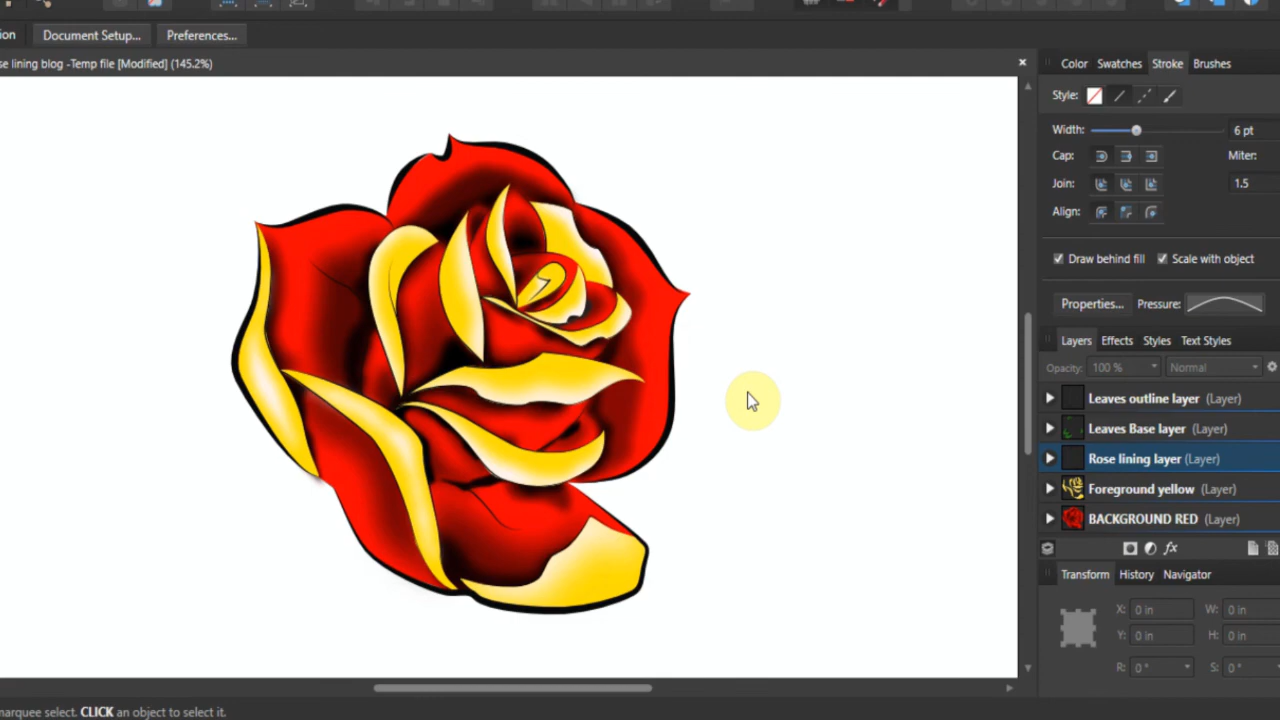 ion Document Setup... Preferences...
se lining blog -Temp file [Modified] (145.2%)
Color Swatches Stroke Brushes
Style:
Width: 6 pt
Cap: Miter:
Join: 1.5
Align:
Draw behind fill Scale with object
Properties... Pressure:
Layers Effects Styles Text Styles
Opacity: 100 % Normal
Leaves outline layer (Layer)
Leaves Base layer (Layer)
Rose lining layer (Layer)
Foreground yellow (Layer)
BACKGROUND RED (Layer)
fx
Transform History Navigator
X: 0 in W: 0 in
Y: 0 in H: 0 in
R: 0 ° S: 0 °
marquee select. CLICK an object to select it.